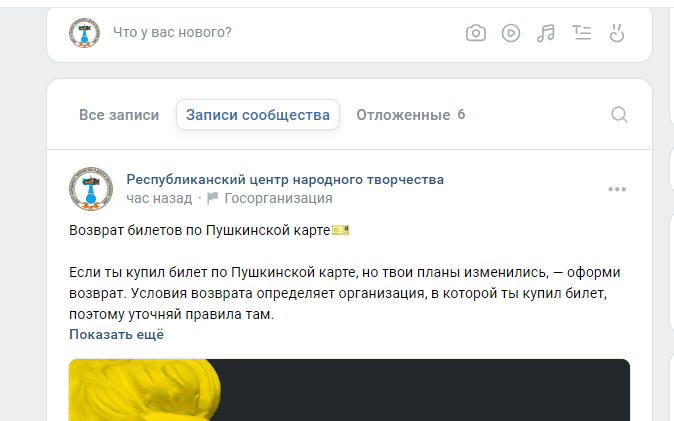 Что у вас нового?
Все записи Записи сообщества Отложенные 6
Республиканский центр народного творчества
час назад · Госорганизация
Возврат билетов по Пушкинской карте🎫
Если ты купил билет по Пушкинской карте, но твои планы изменились, — оформи
возврат. Условия возврата определяет организация, в которой ты купил билет,
поэтому уточняй правила там.
Показать ещё